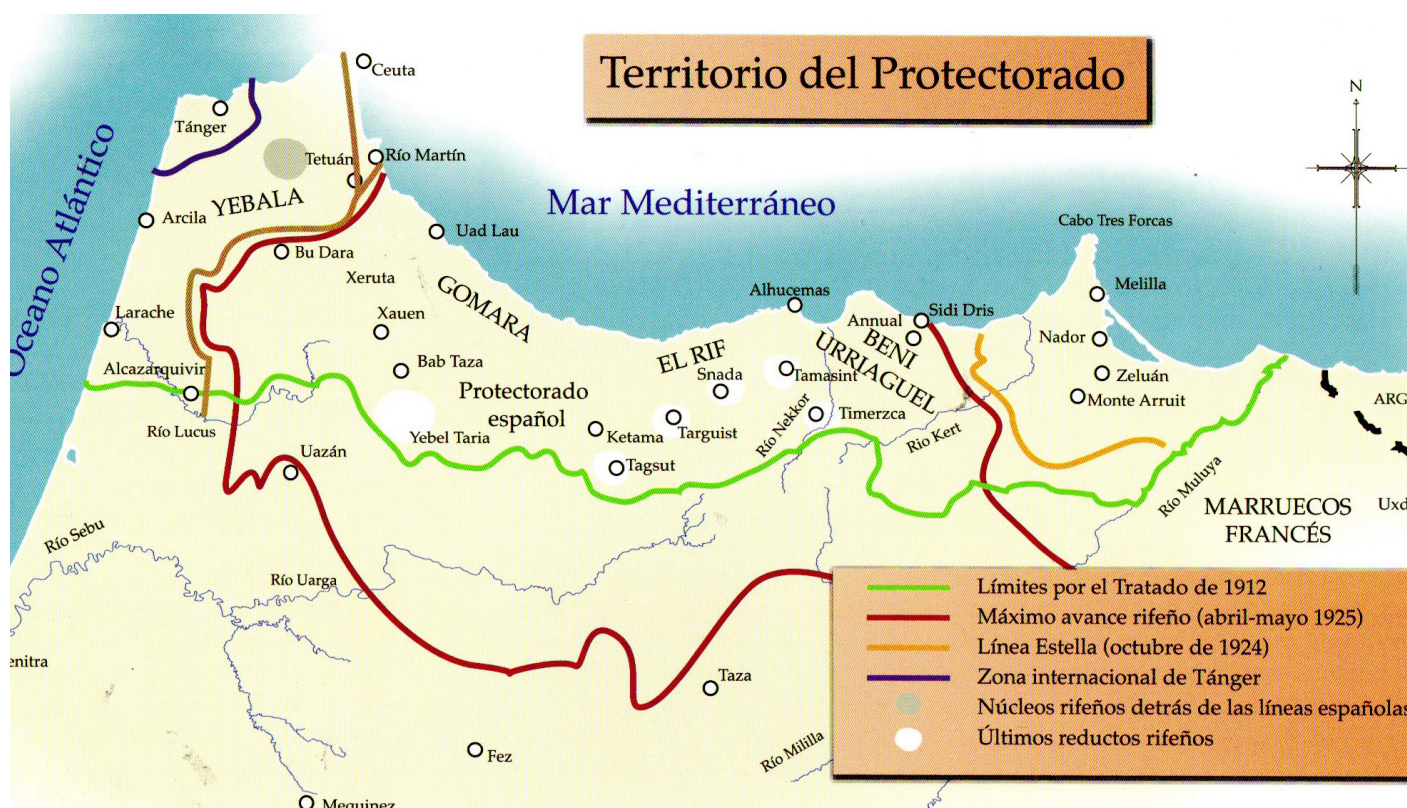 Territorio del Protectorado
N
Ceuta
Tánger
Río Martín
Tetuán
YEBALA
Mar Mediterráneo
Oceano Atlántico
Arcila
Uad Lau
Cabo Tres Forcas
Bu Dara
Xeruta
GOMARA
Alhucemas
Melilla
Sidi Dris
Larache
Xauen
Annual
Nador
BENI
URRIAGUEL
EL RIF
Alcazarquivir
Bab Taza
Snada
Tamasint
Zeluán
Protectorado
español
Monte Arruit
ARG
Río Lucus
Yebel Taria
Ketama
Targuist
Río Nekkor
Timerzca
Rio Kert
Uazán
Tagsut
Río Muluya
MARRUECOS
FRANCÉS
Uxd
Río Sebu
Río Uarga
enitra
Taza
Fez
Río Mililla
Mequinez
Límites por el Tratado de 1912
Máximo avance rifeño (abril-mayo 1925)
Línea Estella (octubre de 1924)
Zona internacional de Tánger
Núcleos rifeños detrás de las líneas españolas
Últimos reductos rifeños